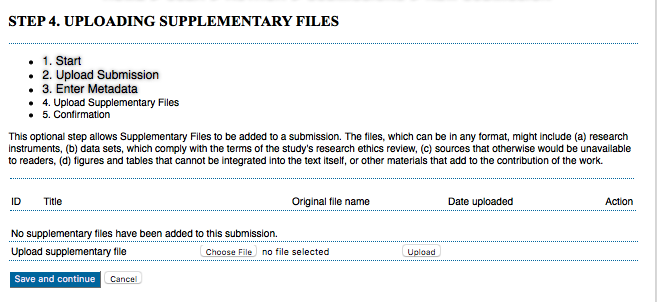 STEP 4. UPLOADING SUPPLEMENTARY FILES
1. Start
2. Upload Submission
3. Enter Metadata
4. Upload Supplementary Files
5. Confirmation
This optional step allows Supplementary Files to be added to a submission. The files, which can be in any format, might include (a) research
instruments, (b) data sets, which comply with the terms of the study's research ethics review, (c) sources that otherwise would be unavailable
to readers, (d) figures and tables that cannot be integrated into the text itself, or other materials that add to the contribution of the work.
ID Title Original file name Date uploaded Action
No supplementary files have been added to this submission.
Upload supplementary file Choose File no file selected Upload
Save and continue Cancel